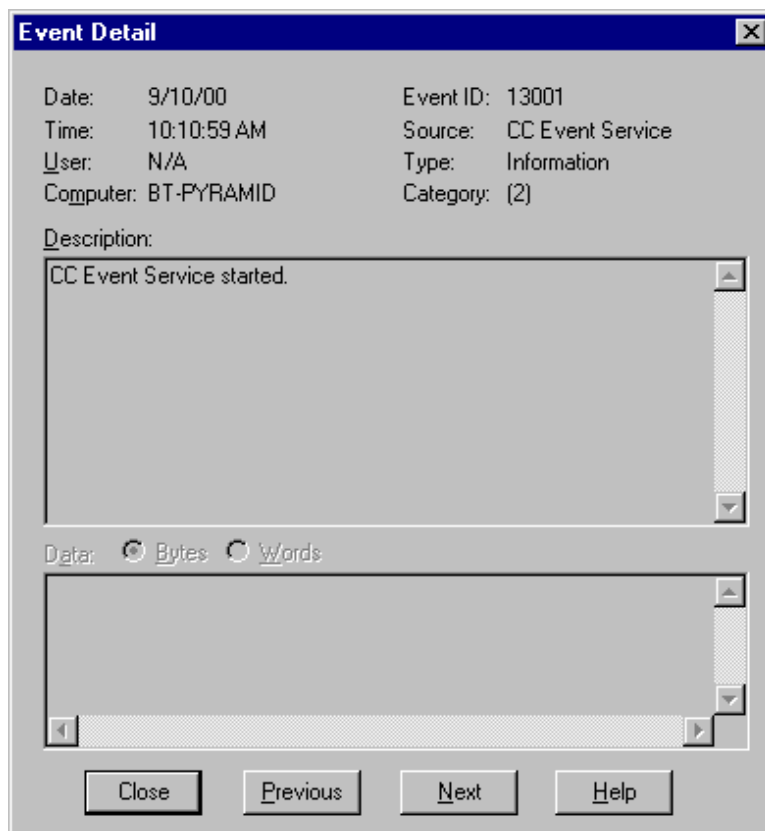 Event Detail
Date: 9/10/00 Event ID: 13001
Time: 10:10:59 AM Source: CC Event Service
User: N/A Type: Information
Computer: BT-PYRAMID Category: (2)
Description:
CC Event Service started.
Data: Bytes Words
Close Previous Next Help